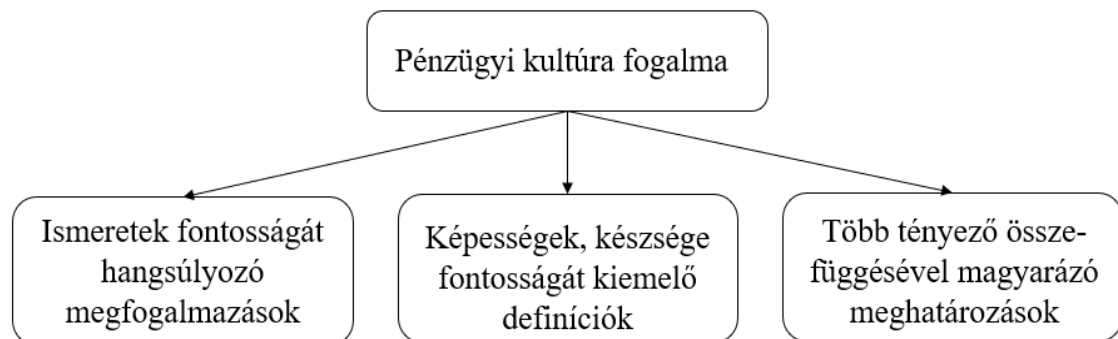 Pénzügyi kultúra fogalma
Ismeretek fontosságát
hangsúlyozó
megfogalmazások
Képességek, készsége
fontosságát kiemelő
definíciók
Több tényező össze-
függésével magyarázó
meghatározások